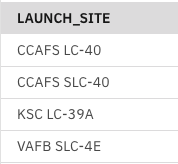 LAUNCH_SITE
CCAFS LC-40
CCAFS SLC-40
KSC LC-39A
VAFB SLC-4E